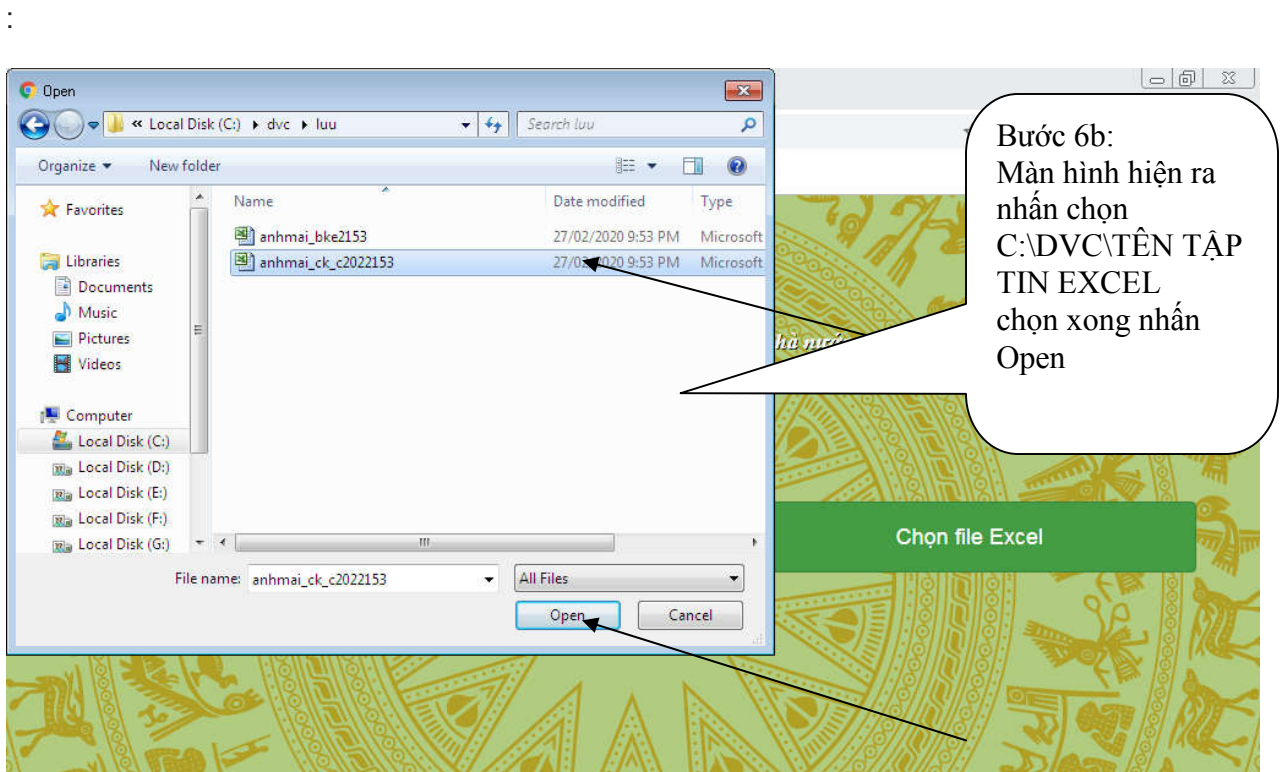 :
Open
« Local Disk (C:) ▸ dvc ▸ luu
Search luu
Organize
New folder
Favorites
Libraries
Documents
Music
Pictures
Videos
Computer
Local Disk (C:)
Local Disk (D:)
Local Disk (E:)
Local Disk (F:)
Local Disk (G:)
Name Date modified Type
anhmai_bke2153 27/02/2020 9:53 PM Microsoft
anhmai_ck_c2022153 27/02/2020 9:53 PM Microsoft
File name: anhmai_ck_c2022153
All Files
Open
Cancel
Bước 6b:
Màn hình hiện ra
nhấn chọn
C:\DVC\TÊN TẬP
TIN EXCEL
chọn xong nhấn
Open
Chọn file Excel